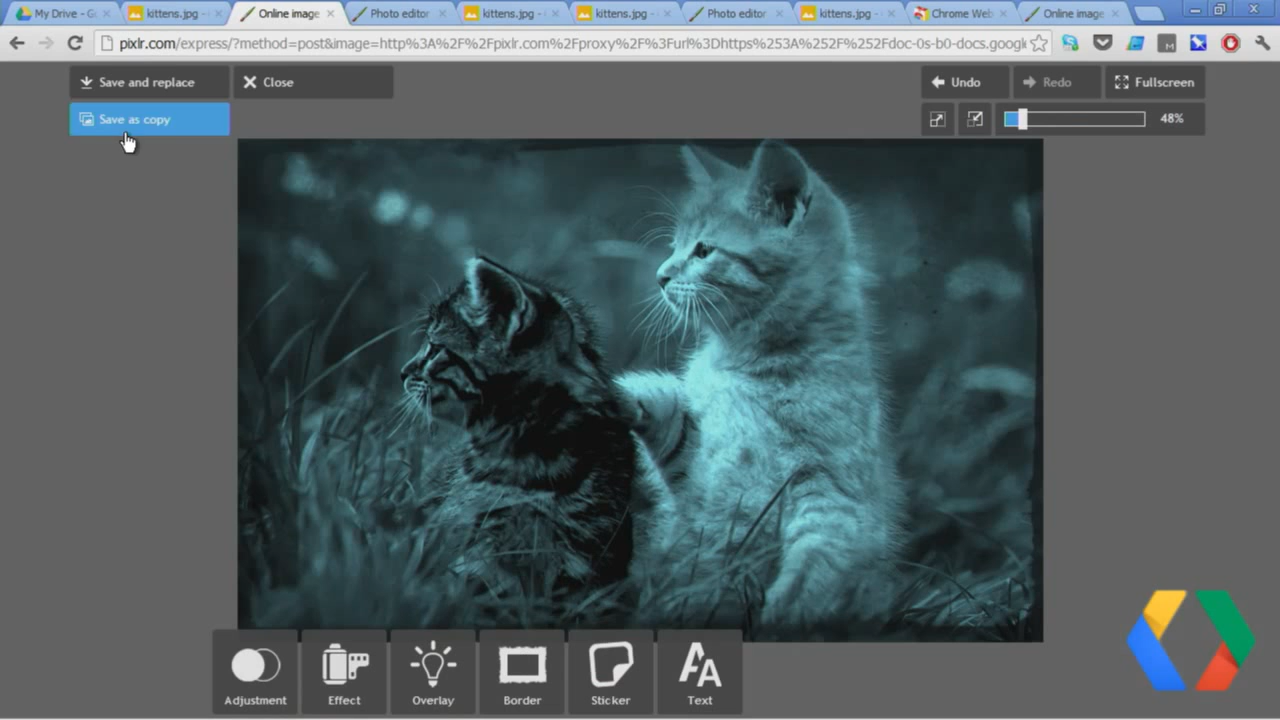 My Drive - G
kittens.jpg -
Online image
Photo editor
kittens.jpg -
kittens.jpg -
Photo editor
kittens.jpg -
Chrome Web
Online image
pixlr.com/express/?method=post&image=http%3A%2F%2Fpixlr.com%2Fproxy%2F%3Furl%3Dhttps%253A%252F%252Fdoc-0s-b0-docs.googl
M
Save and replace
Close
Undo
Redo
Fullscreen
Save as copy
48%
Adjustment
Effect
Overlay
Border
Sticker
AA
Text